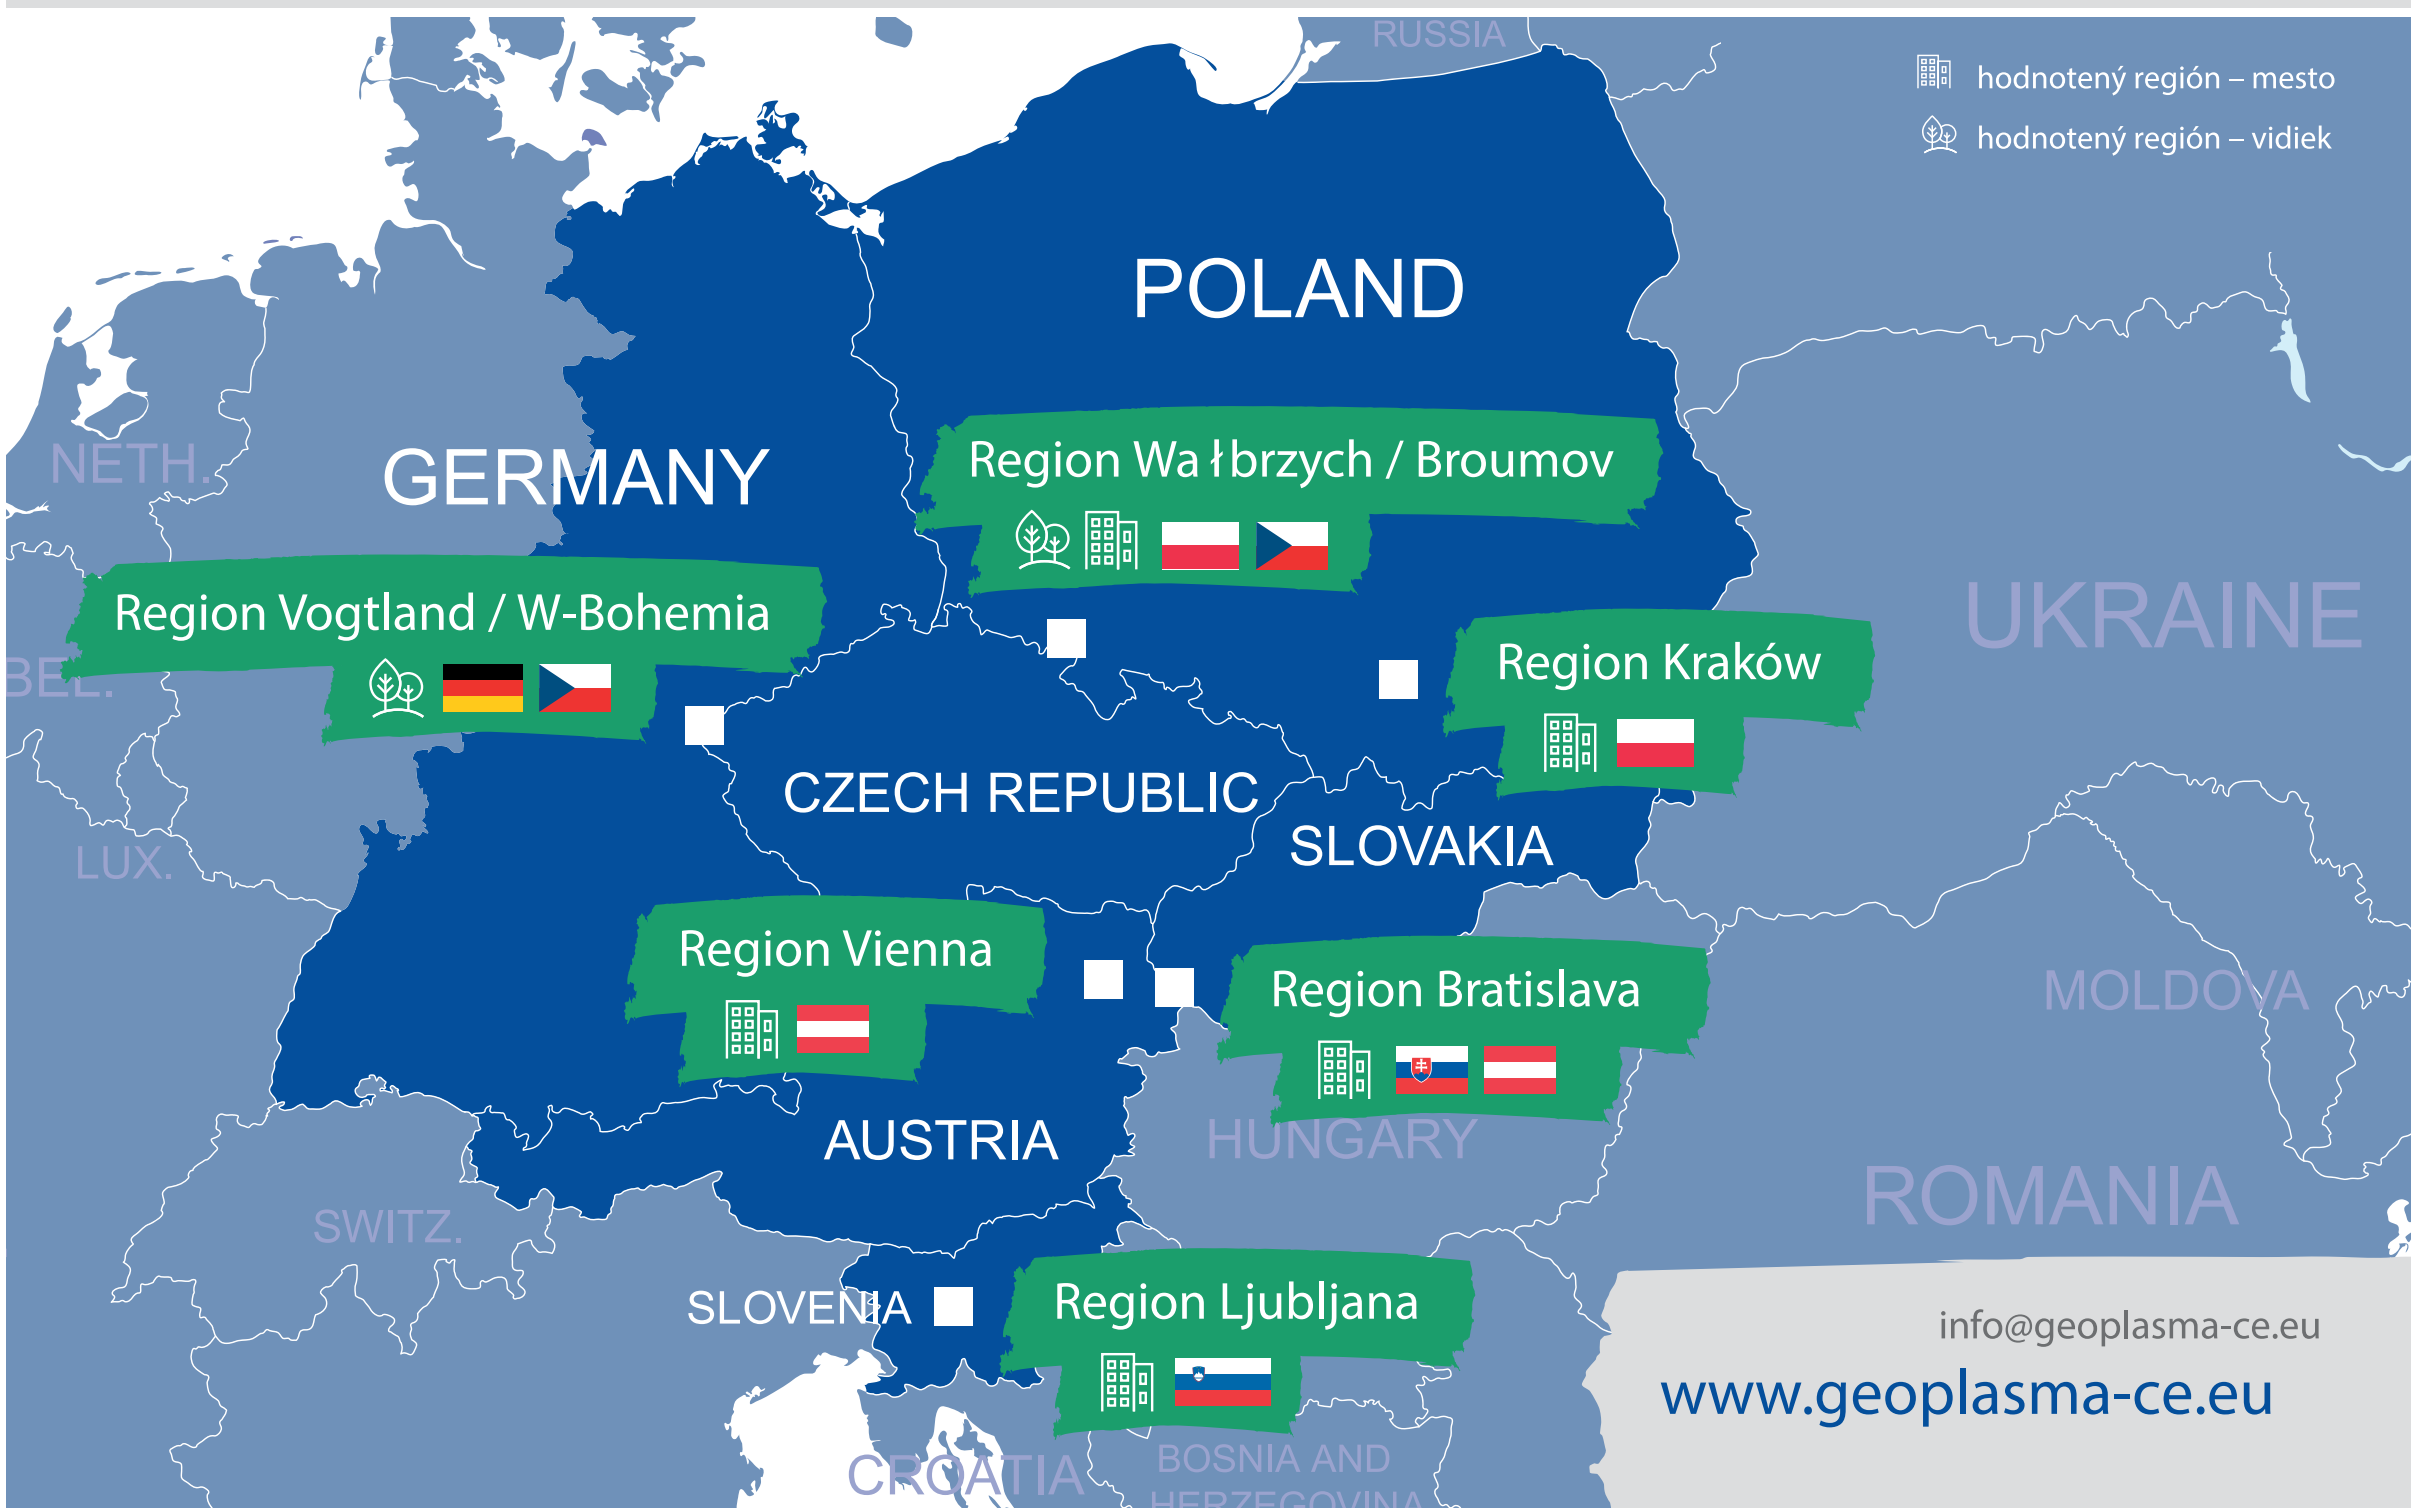 RUSSIA
hodnotený región – mesto
hodnotený región – vidiek
POLAND
NETH.
GERMANY
Region Wałbrzych / Broumov
UKRAINE
Region Vogtland / W-Bohemia
BEL.
Region Kraków
CZECH REPUBLIC
SLOVAKIA
LUX.
Region Vienna
Region Bratislava
MOLDOVA
AUSTRIA
HUNGARY
ROMANIA
SWITZ.
SLOVENIA
Region Ljubljana
info@geoplasma-ce.eu
www.geoplasma-ce.eu
CROATIA
BOSNIA AND
HERZEGOVINA